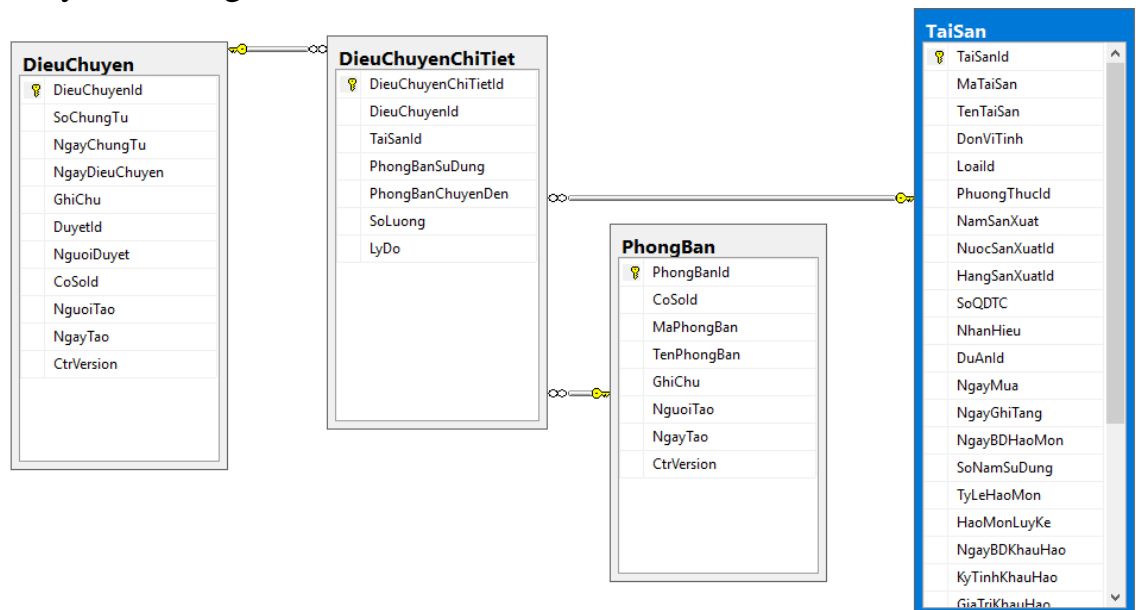 DieuChuyen
DieuChuyenId
SoChungTu
NgayChungTu
NgayDieuChuyen
GhiChu
DuyetId
NguoiDuyet
CoSoId
NguoiTao
NgayTao
CtrVersion
DieuChuyenChiTiet
DieuChuyenChiTietId
DieuChuyenId
TaiSanId
PhongBanSuDung
PhongBanChuyenDen
SoLuong
LyDo
PhongBan
PhongBanId
CoSoId
MaPhongBan
TenPhongBan
GhiChu
NguoiTao
NgayTao
CtrVersion
TaiSan
TaiSanId
MaTaiSan
TenTaiSan
DonViTinh
LoaiId
PhuongThucId
NamSanXuat
NuocSanXuatId
HangSanXuatId
SoQDTC
NhanHieu
DuAnId
NgayMua
NgayGhiTang
NgayBDHaoMon
SoNamSuDung
TyLeHaoMon
HaoMonLuyKe
NgayBDKhauHao
KyTinhKhauHao
GiaTriKhauHao